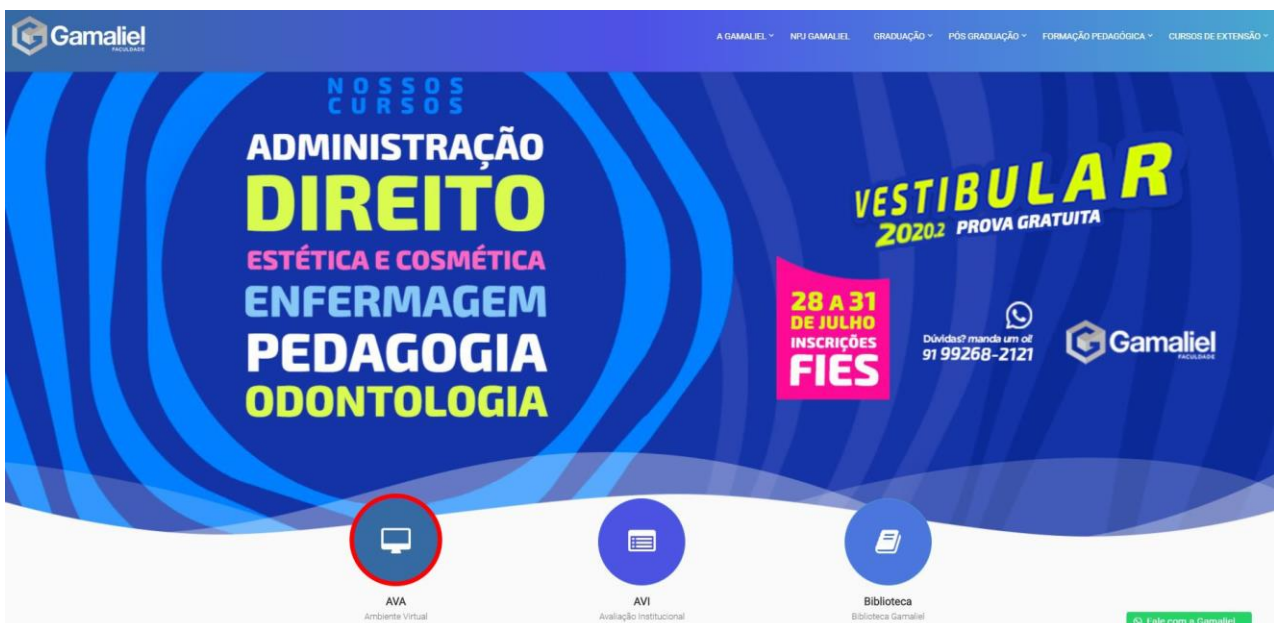 Gamaliel
FACULDADE
A GAMALIEL NPJ GAMALIEL GRADUAÇÃO PÓS GRADUAÇÃO FORMAÇÃO PEDAGÓGICA CURSOS DE EXTENSÃO
NOSSOS
CURSOS
ADMINISTRAÇÃO
DIREITO
ESTÉTICA E COSMÉTICA
ENFERMAGEM
PEDAGOGIA
ODONTOLOGIA
VESTIBULAR
2020.2 PROVA GRATUITA
28 A 31
DE JULHO
INSCRIÇÕES
FIES
Dúvidas? manda um oi!
91 99268-2121
Gamaliel
FACULDADE
AVA
Ambiente Virtual
AVI
Avaliação Institucional
Biblioteca
Biblioteca Gamaliel
Fale com a Gamaliel